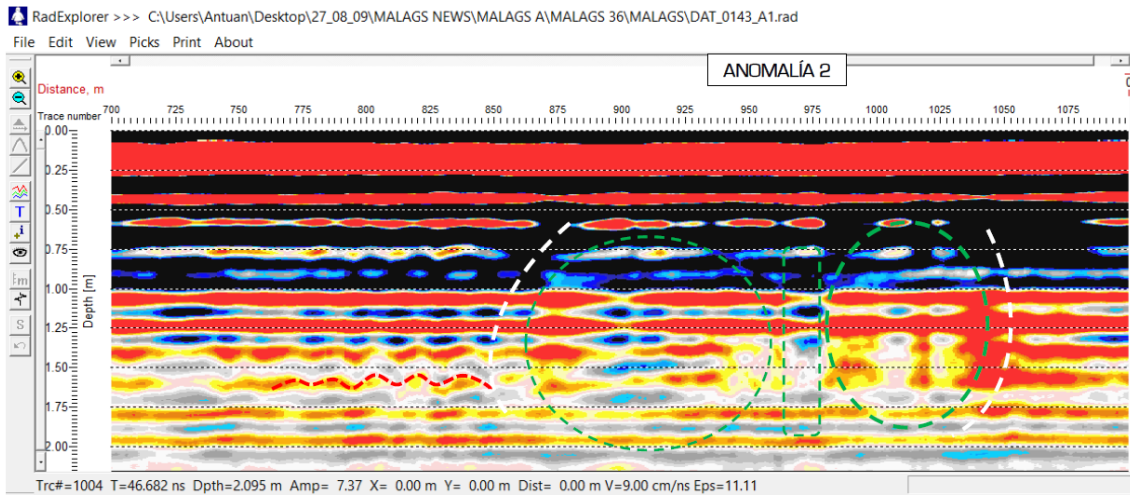 RadExplorer >>> C:\Users\Antuan\Desktop\27_08_09\MALAGS NEWS\MALAGS A\MALAGS 36\MALAGS\DAT_0143_A1.rad
File Edit View Picks Print About
ANOMALÍA 2
Distance, m
Trace number 700 725 750 775 800 825 850 875 900 925 950 975 1000 1025 1050 1075
0.00
0.25
0.50
0.75
1.00
1.25
1.50
1.75
2.00
Depth [m]
T
+i
m
S
Trc#=1004 T=46.682 ns Dpth=2.095 m Amp= 7.37 X= 0.00 m Y= 0.00 m Dist= 0.00 m V=9.00 cm/ns Eps=11.11